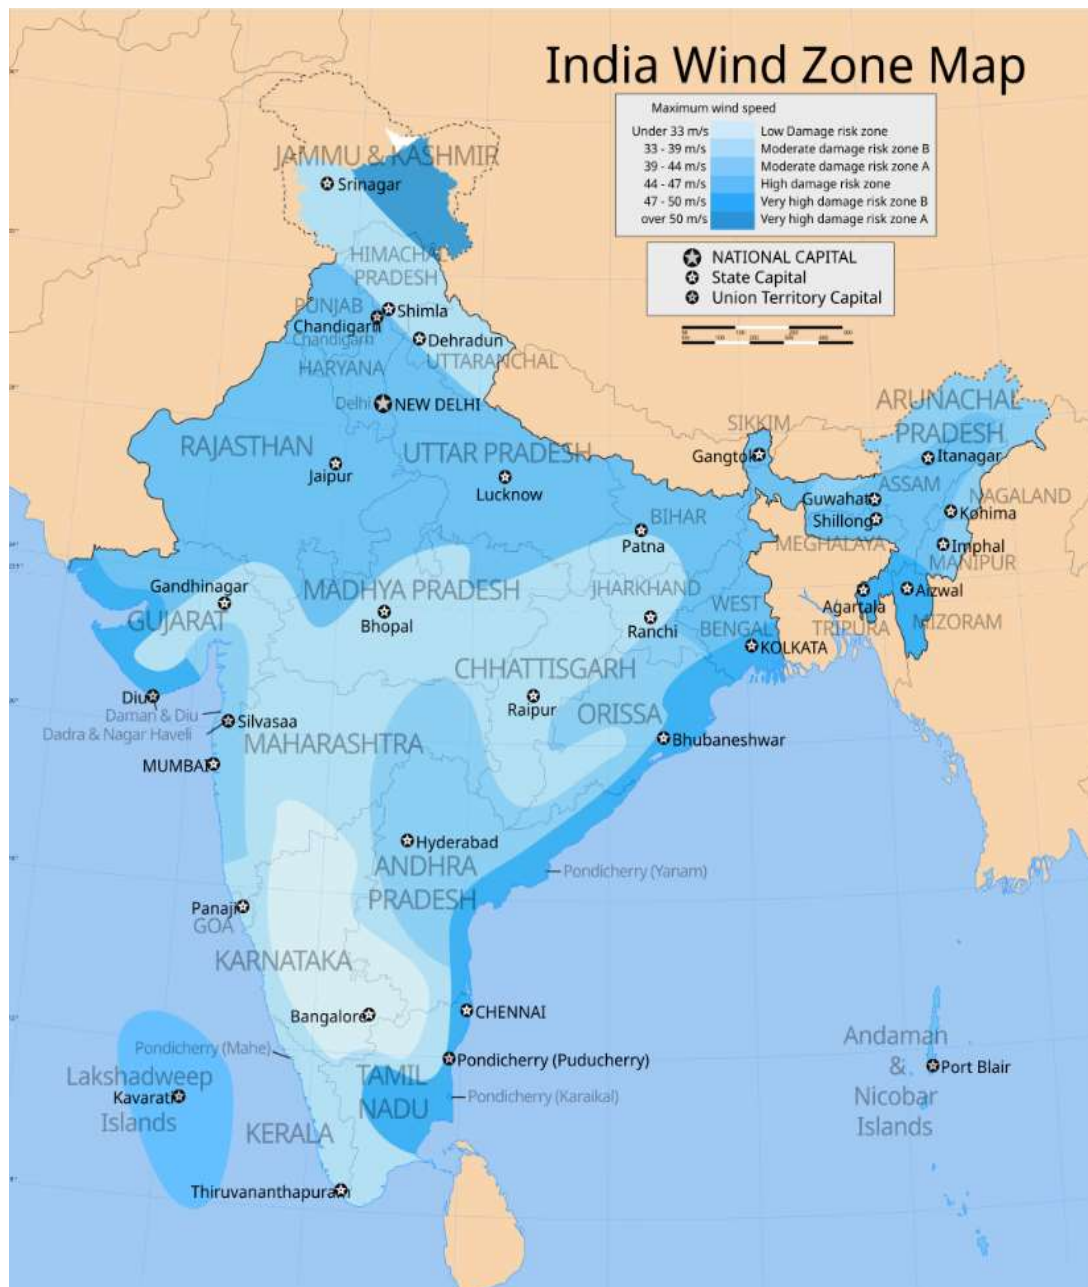 India Wind Zone Map
Maximum wind speed
Under 33 m/s Low Damage risk zone
33 - 39 m/s Moderate damage risk zone B
39 - 44 m/s Moderate damage risk zone A
44 - 47 m/s High damage risk zone
47 - 50 m/s Very high damage risk zone B
over 50 m/s Very high damage risk zone A
NATIONAL CAPITAL
State Capital
Union Territory Capital
JAMMU & KASHMIR
Srinagar
HIMACHAL
PRADESH
PUNJAB
Shimla
Chandigarh
Chandigarh
Dehradun
UTTARANCHAL
HARYANA
Delhi
NEW DELHI
RAJASTHAN
Jaipur
UTTAR PRADESH
Lucknow
SIKKIM
Gangtok
ARUNACHAL
PRADESH
Itanagar
ASSAM
Guwahati
NAGALAND
Kohima
Shillong
MEGHALAYA
Imphal
MANIPUR
BIHAR
Patna
Gandhinagar
GUJARAT
MADHYA PRADESH
Bhopal
JHARKHAND
Ranchi
WEST
BENGAL
KOLKATA
Agartala
TRIPURA
Aizwal
MIZORAM
CHHATTISGARH
Raipur
ORISSA
Bhubaneshwar
Diu
Daman & Diu
Dadra & Nagar Haveli
Silvasaa
MAHARASHTRA
MUMBAI
Hyderabad
ANDHRA
PRADESH
Pondicherry (Yanam)
Panaji
GOA
KARNATAKA
Bangalore
CHENNAI
Pondicherry (Mahe)
Pondicherry (Puducherry)
TAMIL
NADU
Pondicherry (Karaikal)
Lakshadweep
Kavarati
Islands
KERALA
Thiruvananthapuram
Andaman
&
Nicobar
Islands
Port Blair